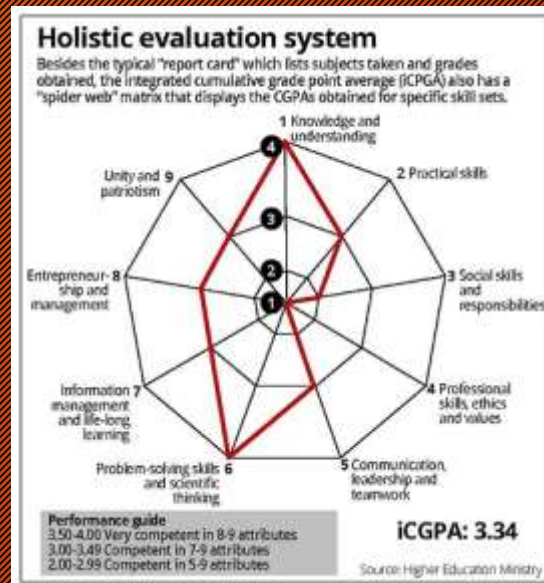 Holistic evaluation system
Besides the typical "report card" which lists subjects taken and grades
obtained, the integrated cumulative grade point average (iCPGA) also has a
"spider web" matrix that displays the CGPAs obtained for specific skill sets.
1 Knowledge and
understanding
4
Unity and 9
patriotism
2 Practical skills
3
2
Entrepreneur- 8
ship and
management
1
3 Social skills
and
responsibilities
Information 7
management
and life-long
learning
4 Professional
skills, ethics
and values
Problem-solving skills 6
and scientific
thinking
5 Communication,
leadership and
teamwork
Performance guide
3.50-4.00 Very competent in 8-9 attributes
3.00-3.49 Competent in 7-9 attributes
2.00-2.99 Competent in 5-9 attributes
iCGPA: 3.34
Source: Higher Education Ministry